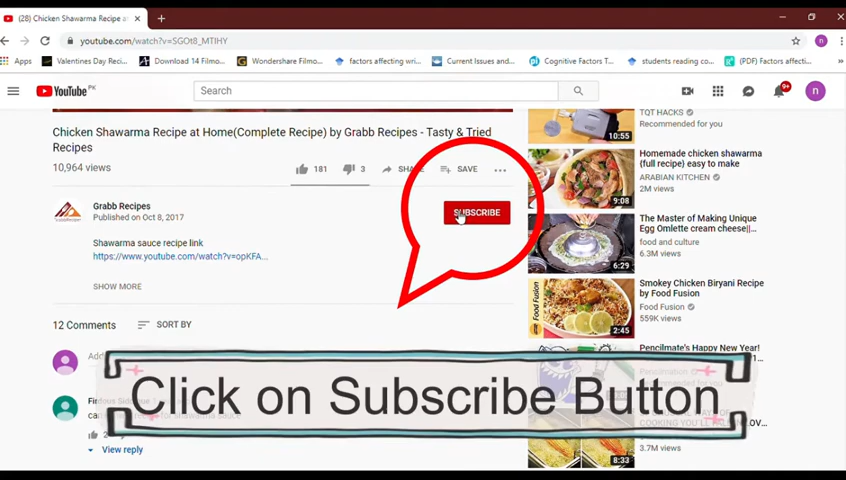 (28) Chicken Shawarma Recipe at
youtube.com/watch?v=SGOt8_MTIHY
Apps
Valentines Day Rec...
Download 14 Filmo...
Wondershare Filmo...
factors affecting wri...
Current Issues and...
Cognitive Factors T...
students reading co...
(PDF) Factors affecti...
YouTube PK
Search
9+
n
Chicken Shawarma Recipe at Home(Complete Recipe) by Grabb Recipes - Tasty & Tried
Recipes
10,964 views
181
3
SHARE
SAVE
Grabb Recipes
Published on Oct 8, 2017
SUBSCRIBE
Shawarma sauce recipe link
https://www.youtube.com/watch?v=opKFA...
SHOW MORE
12 Comments
SORT BY
Click on Subscribe Button
View reply
TOT HACKS
Recommended for you
10:55
Homemade chicken shawarma
(full recipe) easy to make
ARABIAN KITCHEN
2M views
9:08
The Master of Making Unique
Egg Omlette cream cheese||...
food and culture
6.3M views
6:29
Smokey Chicken Biryani Recipe
by Food Fusion
Food Fusion
559K views
2:45
Pencilmate's Happy New Year!
3.7M views
8:33